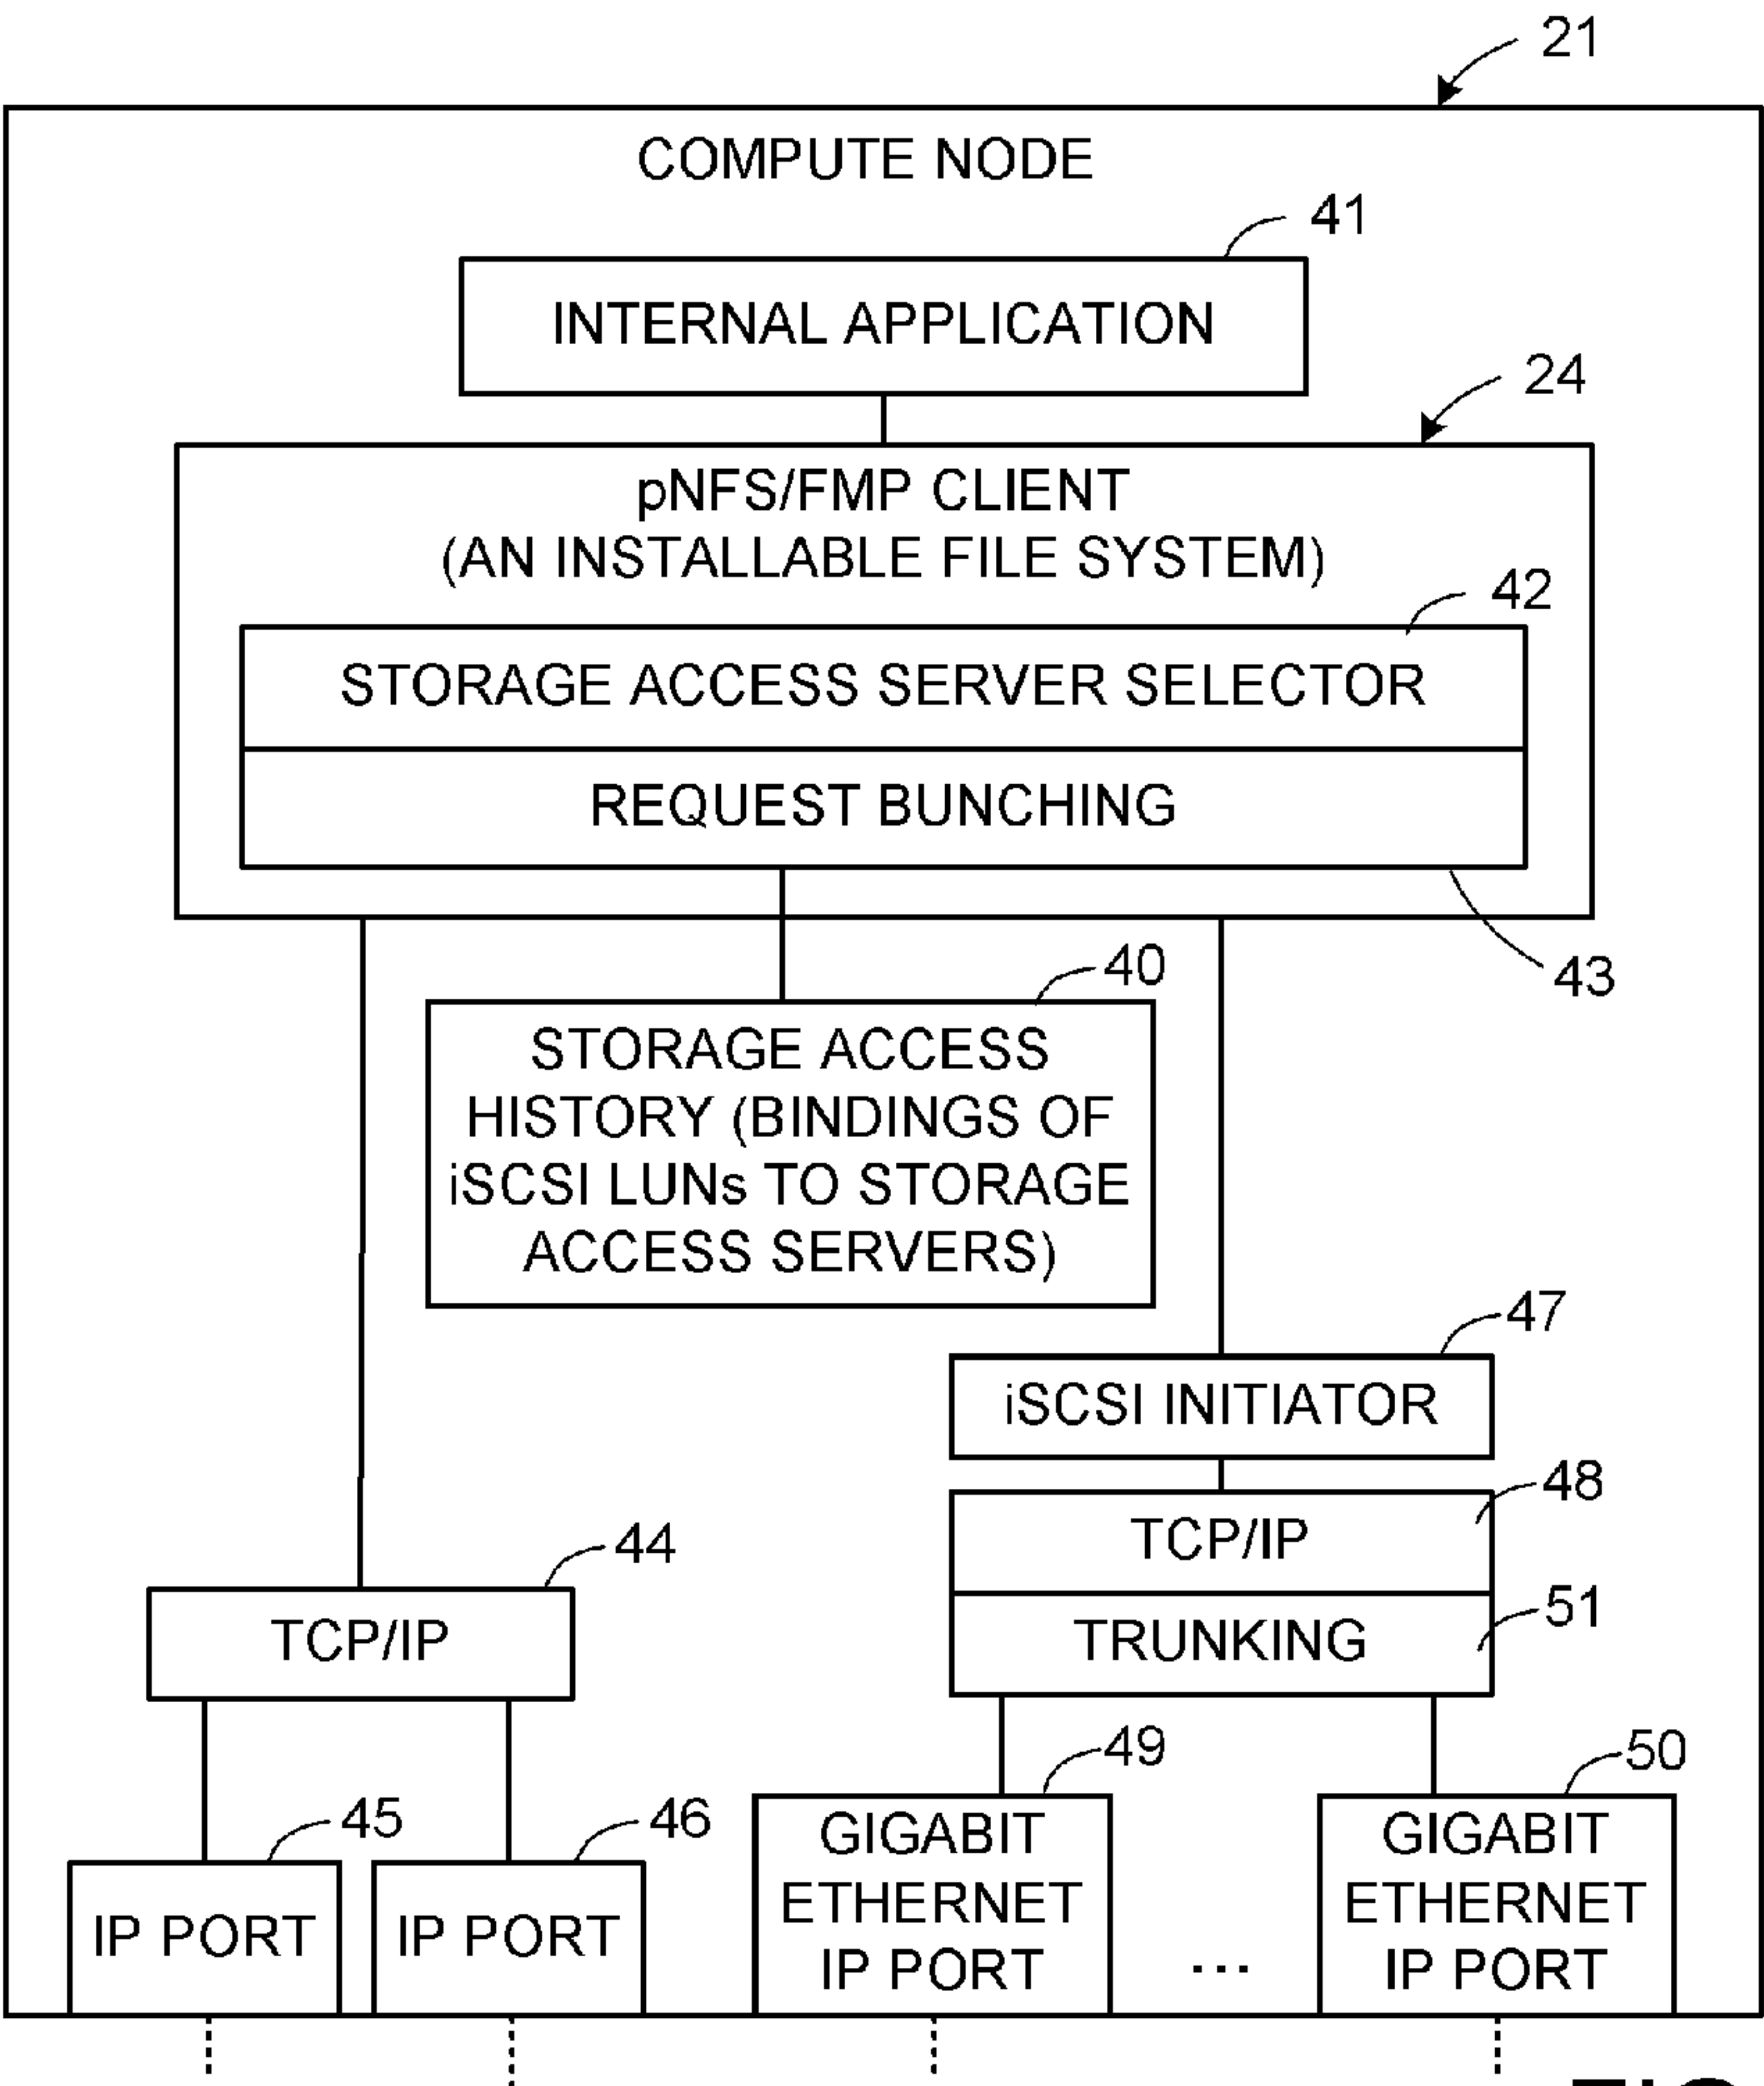 21
COMPUTE NODE
41
INTERNAL APPLICATION
24
pNFS/FMP CLIENT
(AN INSTALLABLE FILE SYSTEM)
42
STORAGE ACCESS SERVER SELECTOR
REQUEST BUNCHING
43
40
STORAGE ACCESS
HISTORY (BINDINGS OF
iSCSI LUNs TO STORAGE
ACCESS SERVERS)
47
iSCSI INITIATOR
48
TCP/IP
44
TCP/IP
51
TRUNKING
49
50
45
46
IP PORT
IP PORT
GIGABIT
ETHERNET
IP PORT
...
GIGABIT
ETHERNET
IP PORT